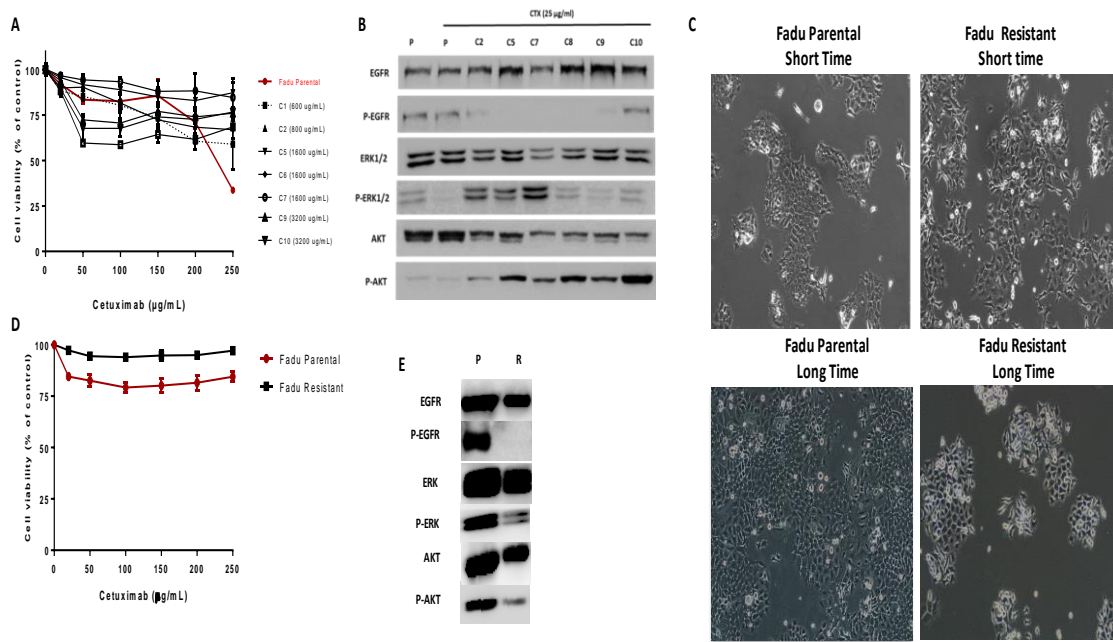 A
Cell viability (% of control)
100
75
50
25
0
0 50 100 150 200 250
Cetuximab (µg/mL)
Fadu Parental
C1 (600 ug/mL)
C2 (800 ug/mL)
C5 (1600 ug/mL)
C6 (1600 ug/mL)
C7 (1600 ug/mL)
C9 (3200 ug/mL)
C10 (3200 ug/mL)
B
CTX (25 µg/ml)
P P C2 C5 C7 C8 C9 C10
EGFR
P-EGFR
ERK1/2
P-ERK1/2
AKT
P-AKT
C
Fadu Parental
Short Time
Fadu Resistant
Short time
Fadu Parental
Long Time
Fadu Resistant
Long Time
D
Cell viability (% of control)
100
75
50
25
0
0 50 100 150 200 250
Cetuximab (µg/mL)
Fadu Parental
Fadu Resistant
E
P R
EGFR
P-EGFR
ERK
P-ERK
AKT
P-AKT